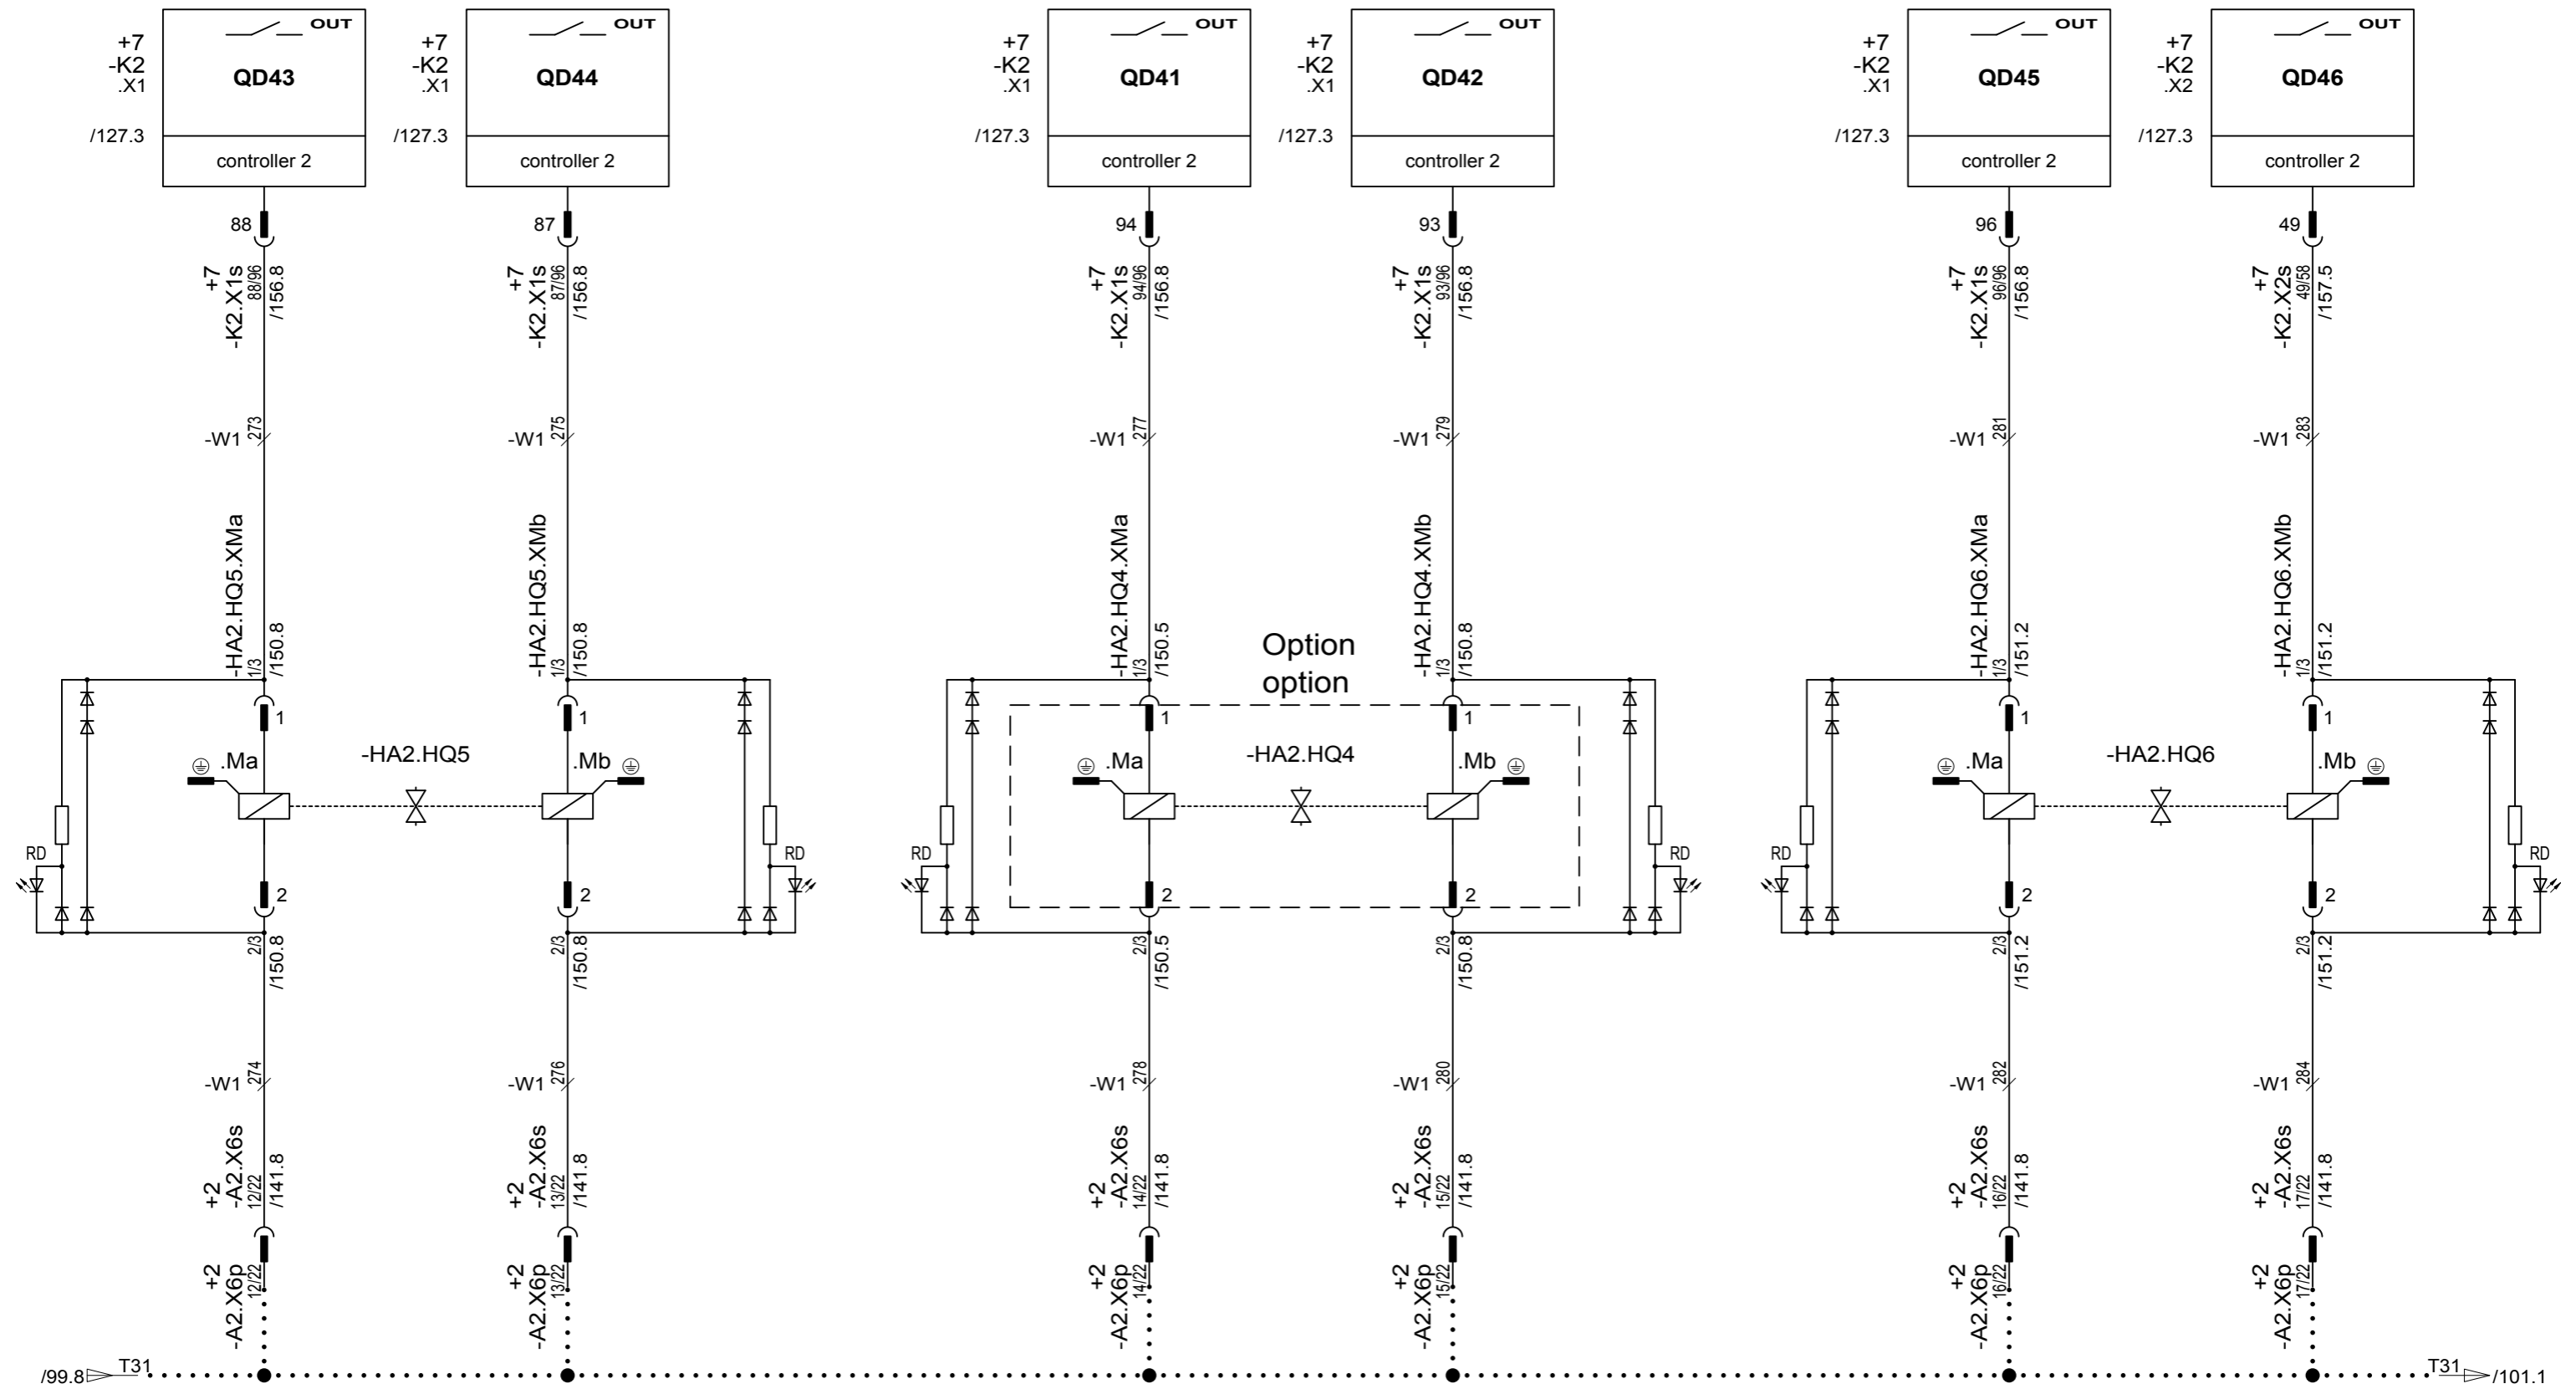 OUT
+7
-K2
.X1
QD43
/127.3
controller 2
OUT
+7
-K2
.X1
QD44
/127.3
controller 2
OUT
+7
-K2
.X1
QD41
/127.3
controller 2
OUT
+7
-K2
.X1
QD42
/127.3
controller 2
OUT
+7
-K2
.X1
QD45
/127.3
controller 2
OUT
+7
-K2
.X2
QD46
/127.3
controller 2
88
87
94
93
96
49
+7
-K2.X1s
88/96
/156.8
+7
-K2.X1s
87/96
/156.8
+7
-K2.X1s
94/96
/156.8
+7
-K2.X1s
93/96
/156.8
+7
-K2.X1s
96/96
/156.8
+7
-K2.X2s
49/58
/157.5
-W1 273
-W1 275
-W1 277
-W1 279
-W1 281
-W1 283
-HA2.HQ5.XMa
1/3
/150.8
-HA2.HQ5.XMb
1/3
/150.8
-HA2.HQ4.XMa
1/3
/150.5
-HA2.HQ4.XMb
1/3
/150.8
-HA2.HQ6.XMa
1/3
/151.2
-HA2.HQ6.XMb
1/3
/151.2
Option
option
1
1
1
1
1
1
.Ma
-HA2.HQ5
.Mb
.Ma
-HA2.HQ4
.Mb
.Ma
-HA2.HQ6
.Mb
RD
RD
RD
RD
RD
RD
2
2
2
2
2
2
2/3
/150.8
2/3
/150.8
2/3
/150.5
2/3
/150.8
2/3
/151.2
2/3
/151.2
-W1 274
-W1 276
-W1 278
-W1 280
-W1 282
-W1 284
+2
-A2.X6s
12/22
/141.8
+2
-A2.X6s
13/22
/141.8
+2
-A2.X6s
14/22
/141.8
+2
-A2.X6s
15/22
/141.8
+2
-A2.X6s
16/22
/141.8
+2
-A2.X6s
17/22
/141.8
+2
-A2.X6p
12/22
+2
-A2.X6p
13/22
+2
-A2.X6p
14/22
+2
-A2.X6p
15/22
+2
-A2.X6p
16/22
+2
-A2.X6p
17/22
/99.8
T31
T31
/101.1